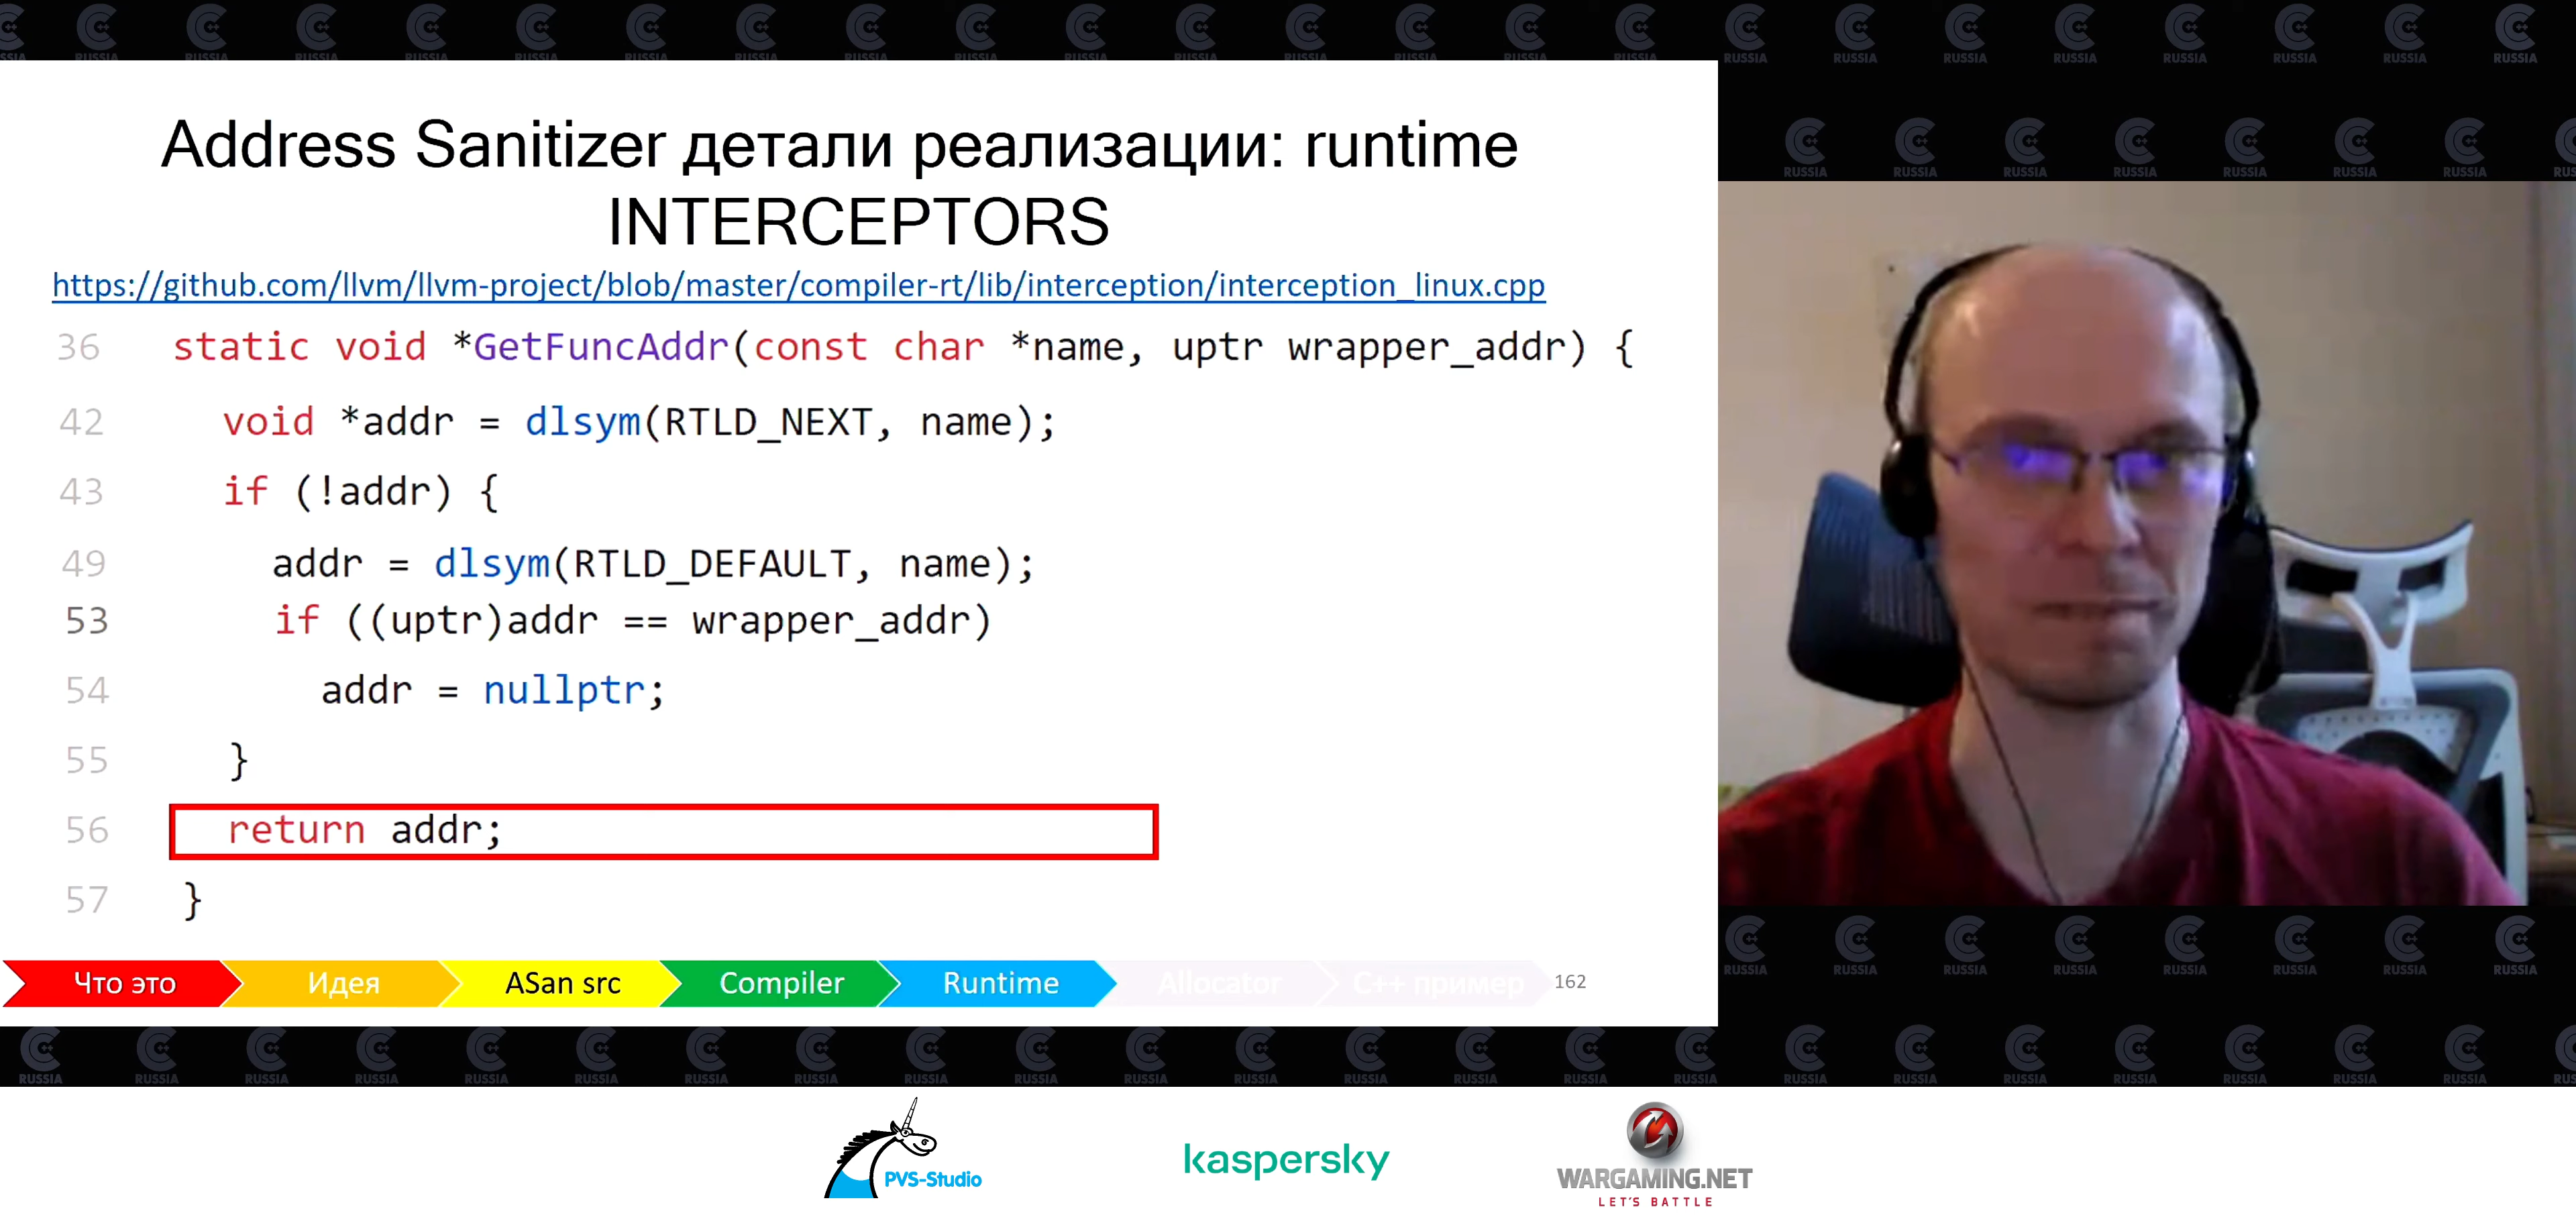 Address Sanitizer детали реализации: runtime
INTERCEPTORS
https://github.com/llvm/llvm-project/blob/master/compiler-rt/lib/interception/interception_linux.cpp
36 static void *GetFuncAddr(const char *name, uptr wrapper_addr) {
42 void *addr = dlsym(RTLD_NEXT, name);
43 if (!addr) {
49 addr = dlsym(RTLD_DEFAULT, name);
53 if ((uptr)addr == wrapper_addr)
54 addr = nullptr;
55 }
56 return addr;
57 }
Что это Идея ASan src Compiler Runtime Allocator C++ пример 162
PVS-Studio
kaspersky
WARGAMING.NET
LET'S BATTLE